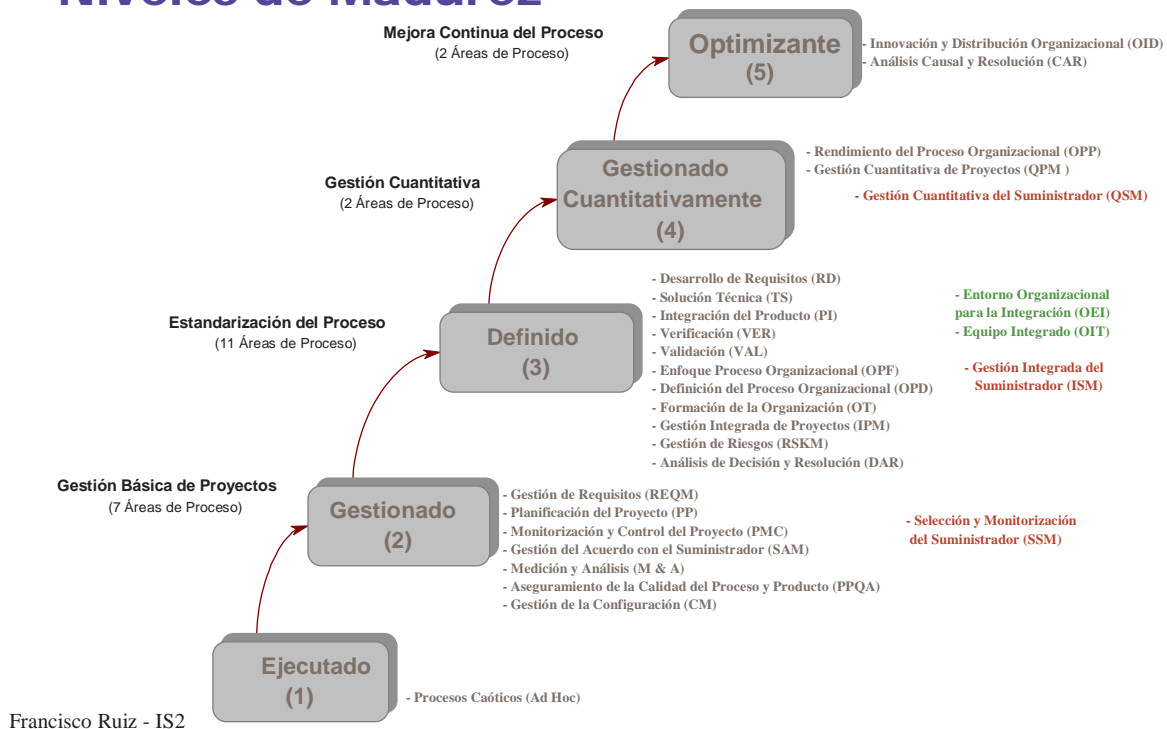 Niveles de Madurez
Mejora Continua del Proceso
(2 Áreas de Proceso)
Optimizante
(5)
- Innovación y Distribución Organizacional (OID)
- Análisis Causal y Resolución (CAR)
Gestión Cuantitativa
(2 Áreas de Proceso)
Gestionado
Cuantitativamente
(4)
- Rendimiento del Proceso Organizacional (OPP)
- Gestión Cuantitativa de Proyectos (QPM )
- Gestión Cuantitativa del Suministrador (QSM)
Estandarización del Proceso
(11 Áreas de Proceso)
Definido
(3)
- Desarrollo de Requisitos (RD)
- Solución Técnica (TS)
- Integración del Producto (PI)
- Verificación (VER)
- Validación (VAL)
- Enfoque Proceso Organizacional (OPF)
- Definición del Proceso Organizacional (OPD)
- Formación de la Organización (OT)
- Gestión Integrada de Proyectos (IPM)
- Gestión de Riesgos (RSKM)
- Análisis de Decisión y Resolución (DAR)
- Entorno Organizacional
para la Integración (OEI)
- Equipo Integrado (OIT)
- Gestión Integrada del
Suministrador (ISM)
Gestión Básica de Proyectos
(7 Áreas de Proceso)
Gestionado
(2)
- Gestión de Requisitos (REQM)
- Planificación del Proyecto (PP)
- Monitorización y Control del Proyecto (PMC)
- Gestión del Acuerdo con el Suministrador (SAM)
- Medición y Análisis (M & A)
- Aseguramiento de la Calidad del Proceso y Producto (PPQA)
- Gestión de la Configuración (CM)
- Selección y Monitorización
del Suministrador (SSM)
Ejecutado
(1)
- Procesos Caóticos (Ad Hoc)
Francisco Ruiz - IS2